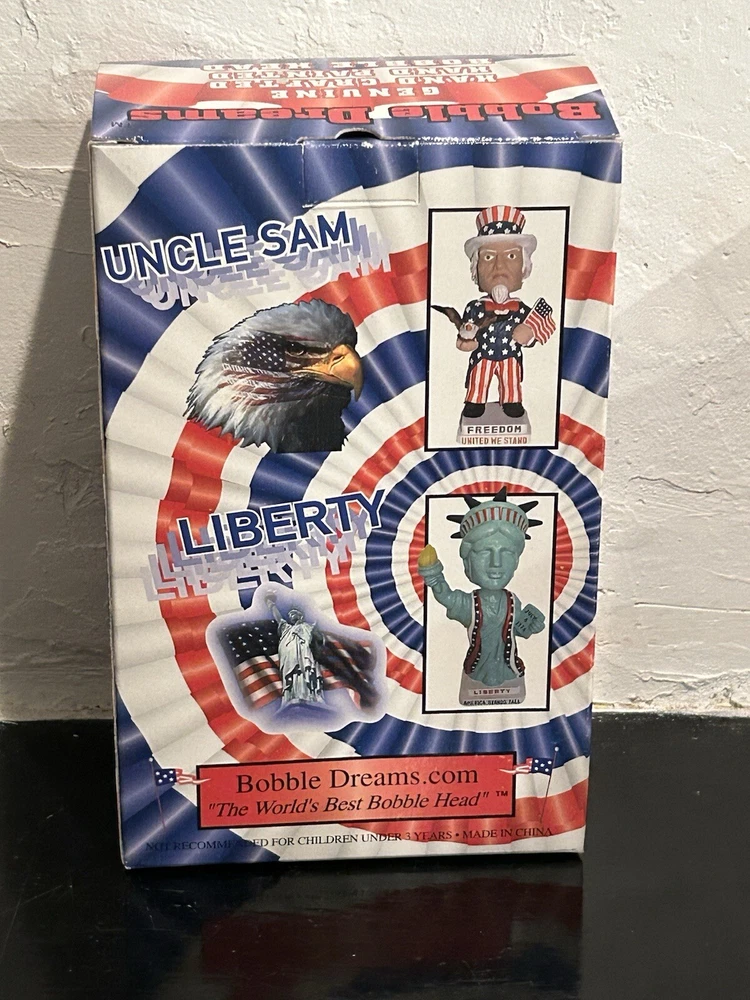 BOBBLE HEAD
HAND PAINTED
HAND CRAFTED
GENUINE
Bobble Dreams TM
UNCLE SAM
FREEDOM
UNITED WE STAND
LIBERTY
LIBERTY
AMERICA STANDS TALL
Bobble Dreams.com
"The World's Best Bobble Head" ™
NOT RECOMMENDED FOR CHILDREN UNDER 3 YEARS • MADE IN CHINA